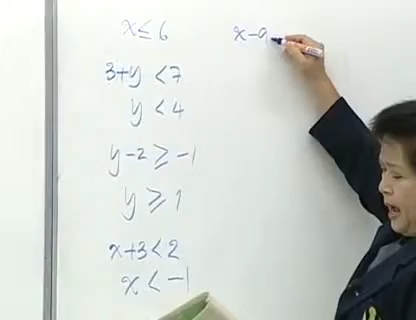 x ≤ 6
3+y < 7
y < 4
y-2 ≥ -1
y ≥ 1
x+3 < 2
x < -1
x-9